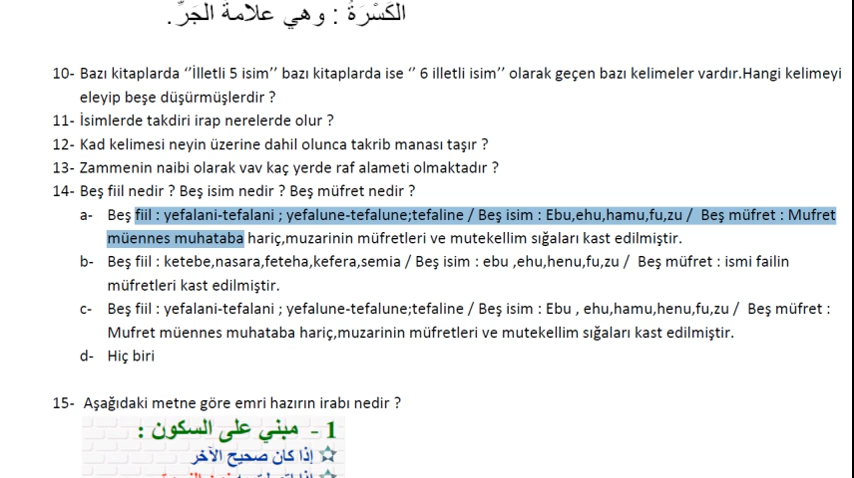 الكَسْرَةُ : وهي علامة الجَرِّ .
10- Bazı kitaplarda ‘’İlletli 5 isim’’ bazı kitaplarda ise ‘’ 6 illetli isim’’ olarak geçen bazı kelimeler vardır.Hangi kelimeyi
eleyip beşe düşürmüşlerdir ?
11- İsimlerde takdiri irap nerelerde olur ?
12- Kad kelimesi neyin üzerine dahil olunca takrib manası taşır ?
13- Zammenin naibi olarak vav kaç yerde raf alameti olmaktadır ?
14- Beş fiil nedir ? Beş isim nedir ? Beş müfret nedir ?
a- Beş fiil : yefalani-tefalani ; yefalune-tefalune;tefaline / Beş isim : Ebu,ehu,hamu,fu,zu / Beş müfret : Mufret
müennes muhataba hariç,muzarinin müfretleri ve mutekellim sığaları kast edilmiştir.
b- Beş fiil : ketebe,nasara,feteha,kefera,semia / Beş isim : ebu ,ehu,henu,fu,zu / Beş müfret : ismi failin
müfretleri kast edilmiştir.
c- Beş fiil : yefalani-tefalani ; yefalune-tefalune;tefaline / Beş isim : Ebu , ehu,hamu,henu,fu,zu / Beş müfret :
Mufret müennes muhataba hariç,muzarinin müfretleri ve mutekellim sığaları kast edilmiştir.
d- Hiç biri
15- Aşağıdaki metne göre emri hazırın irabı nedir ?
1 - مبني على السكون :
إذا كان صحيح الآخر